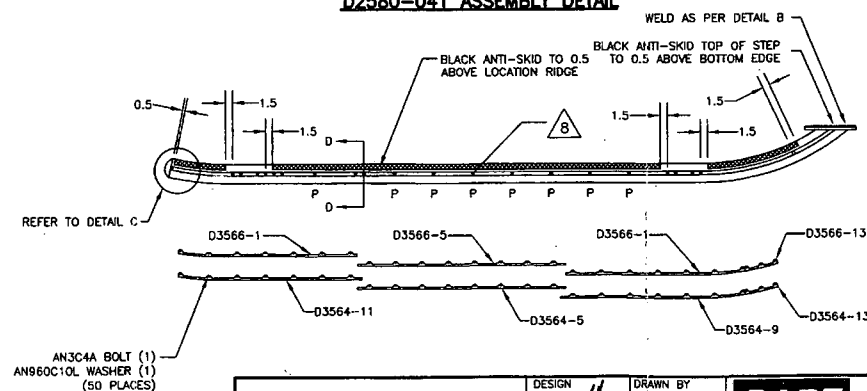 D2580-041 ASSEMBLY DETAIL
WELD AS PER DETAIL B
BLACK ANTI-SKID TO 0.5
ABOVE LOCATION RIDGE
BLACK ANTI-SKID TOP OF STEP
TO 0.5 ABOVE BOTTOM EDGE
0.5
1.5
1.5
D
8
1.5
1.5
1.5
P P P P P P P P
D
REFER TO DETAIL C
D3566-1
D3566-5
D3566-1
D3566-13
D3564-11
D3564-5
D3564-9
D3564-13
AN3C4A BOLT (1)
AN960C10L WASHER (1)
(50 PLACES)
DESIGN
DRAWN BY